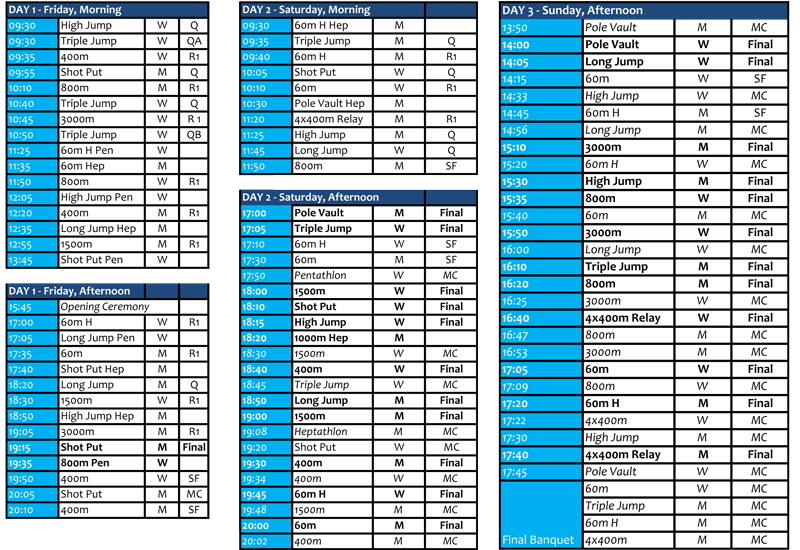 DAY 1 - Friday, Morning
09:30 High Jump W Q
09:30 Triple Jump W QA
09:35 400m W R1
09:55 Shot Put M Q
10:10 800m M R1
10:40 Triple Jump W Q
10:45 3000m W R 1
10:50 Triple Jump W QB
11:25 60m H Pen W
11:35 60m Hep M
11:50 800m W R1
12:05 High Jump Pen W
12:20 400m M R1
12:35 Long Jump Hep M
12:55 1500m M R1
13:45 Shot Put Pen W
DAY 1 - Friday, Afternoon
15:45 Opening Ceremony
17:00 60m H W R1
17:05 Long Jump Pen W
17:35 60m M R1
17:40 Shot Put Hep M
18:20 Long Jump M Q
18:30 1500m W R1
18:50 High Jump Hep M
19:05 3000m M R1
19:15 Shot Put M Final
19:35 800m Pen W
19:50 400m W SF
20:05 Shot Put M MC
20:10 400m M SF
DAY 2 - Saturday, Morning
09:30 60m H Hep M
09:35 Triple Jump M Q
09:40 60m H M R1
10:05 Shot Put W Q
10:10 60m W R1
10:30 Pole Vault Hep M
11:20 4x400m Relay M R1
11:25 High Jump M Q
11:45 Long Jump W Q
11:50 800m M SF
DAY 2 - Saturday, Afternoon
17:00 Pole Vault M Final
17:05 Triple Jump W Final
17:10 60m H W SF
17:30 60m M SF
17:50 Pentathlon W MC
18:00 1500m W Final
18:10 Shot Put W Final
18:15 High Jump W Final
18:20 1000m Hep M
18:30 1500m W MC
18:40 400m W Final
18:45 Triple Jump W MC
18:50 Long Jump M Final
19:00 1500m M Final
19:08 Heptathlon M MC
19:20 Shot Put W MC
19:30 400m M Final
19:34 400m W MC
19:45 60m H W Final
19:48 1500m M MC
20:00 60m M Final
20:02 400m M MC
DAY 3 - Sunday, Afternoon
13:50 Pole Vault M MC
14:00 Pole Vault W Final
14:05 Long Jump W Final
14:15 60m W SF
14:33 High Jump W MC
14:45 60m H M SF
14:56 Long Jump M MC
15:10 3000m M Final
15:20 60m H W MC
15:30 High Jump M Final
15:35 800m W Final
15:40 60m M MC
15:50 3000m W Final
16:00 Long Jump W MC
16:10 Triple Jump M Final
16:20 800m M Final
16:25 3000m W MC
16:40 4x400m Relay W Final
16:47 800m M MC
16:53 3000m M MC
17:05 60m W Final
17:09 800m W MC
17:20 60m H M Final
17:22 4x400m W MC
17:30 High Jump M MC
17:40 4x400m Relay M Final
17:45 Pole Vault W MC
60m W MC
Triple Jump M MC
60m H M MC
Final Banquet 4x400m M MC